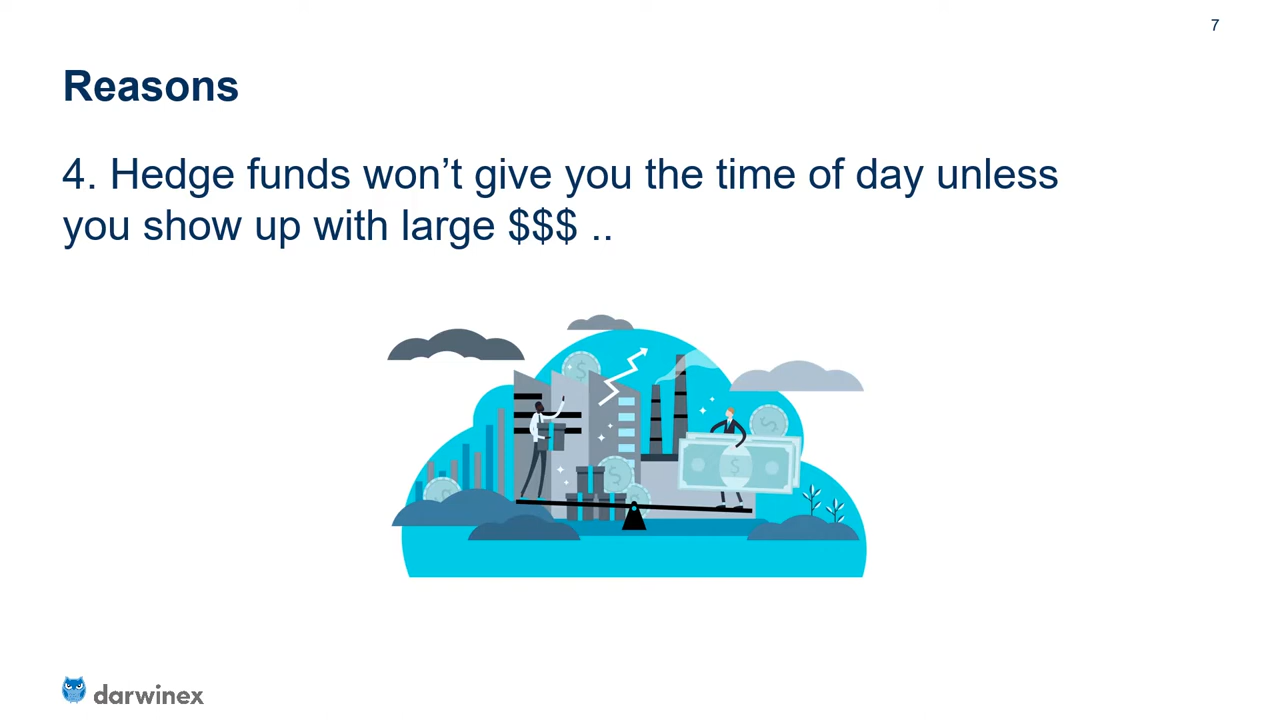 7
Reasons
4. Hedge funds won’t give you the time of day unless
you show up with large $$$ ..
$
$
$
$
$
$
$
darwinex